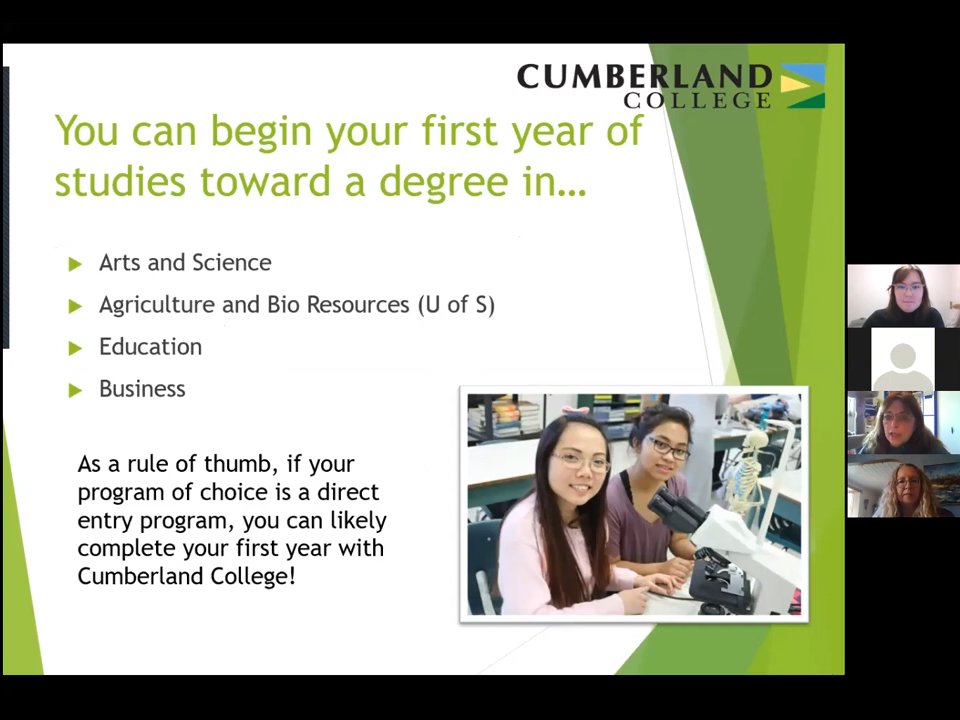 CUMBERLAND
COLLEGE
You can begin your first year of
studies toward a degree in…
Arts and Science
Agriculture and Bio Resources (U of S)
Education
Business
As a rule of thumb, if your
program of choice is a direct
entry program, you can likely
complete your first year with
Cumberland College!